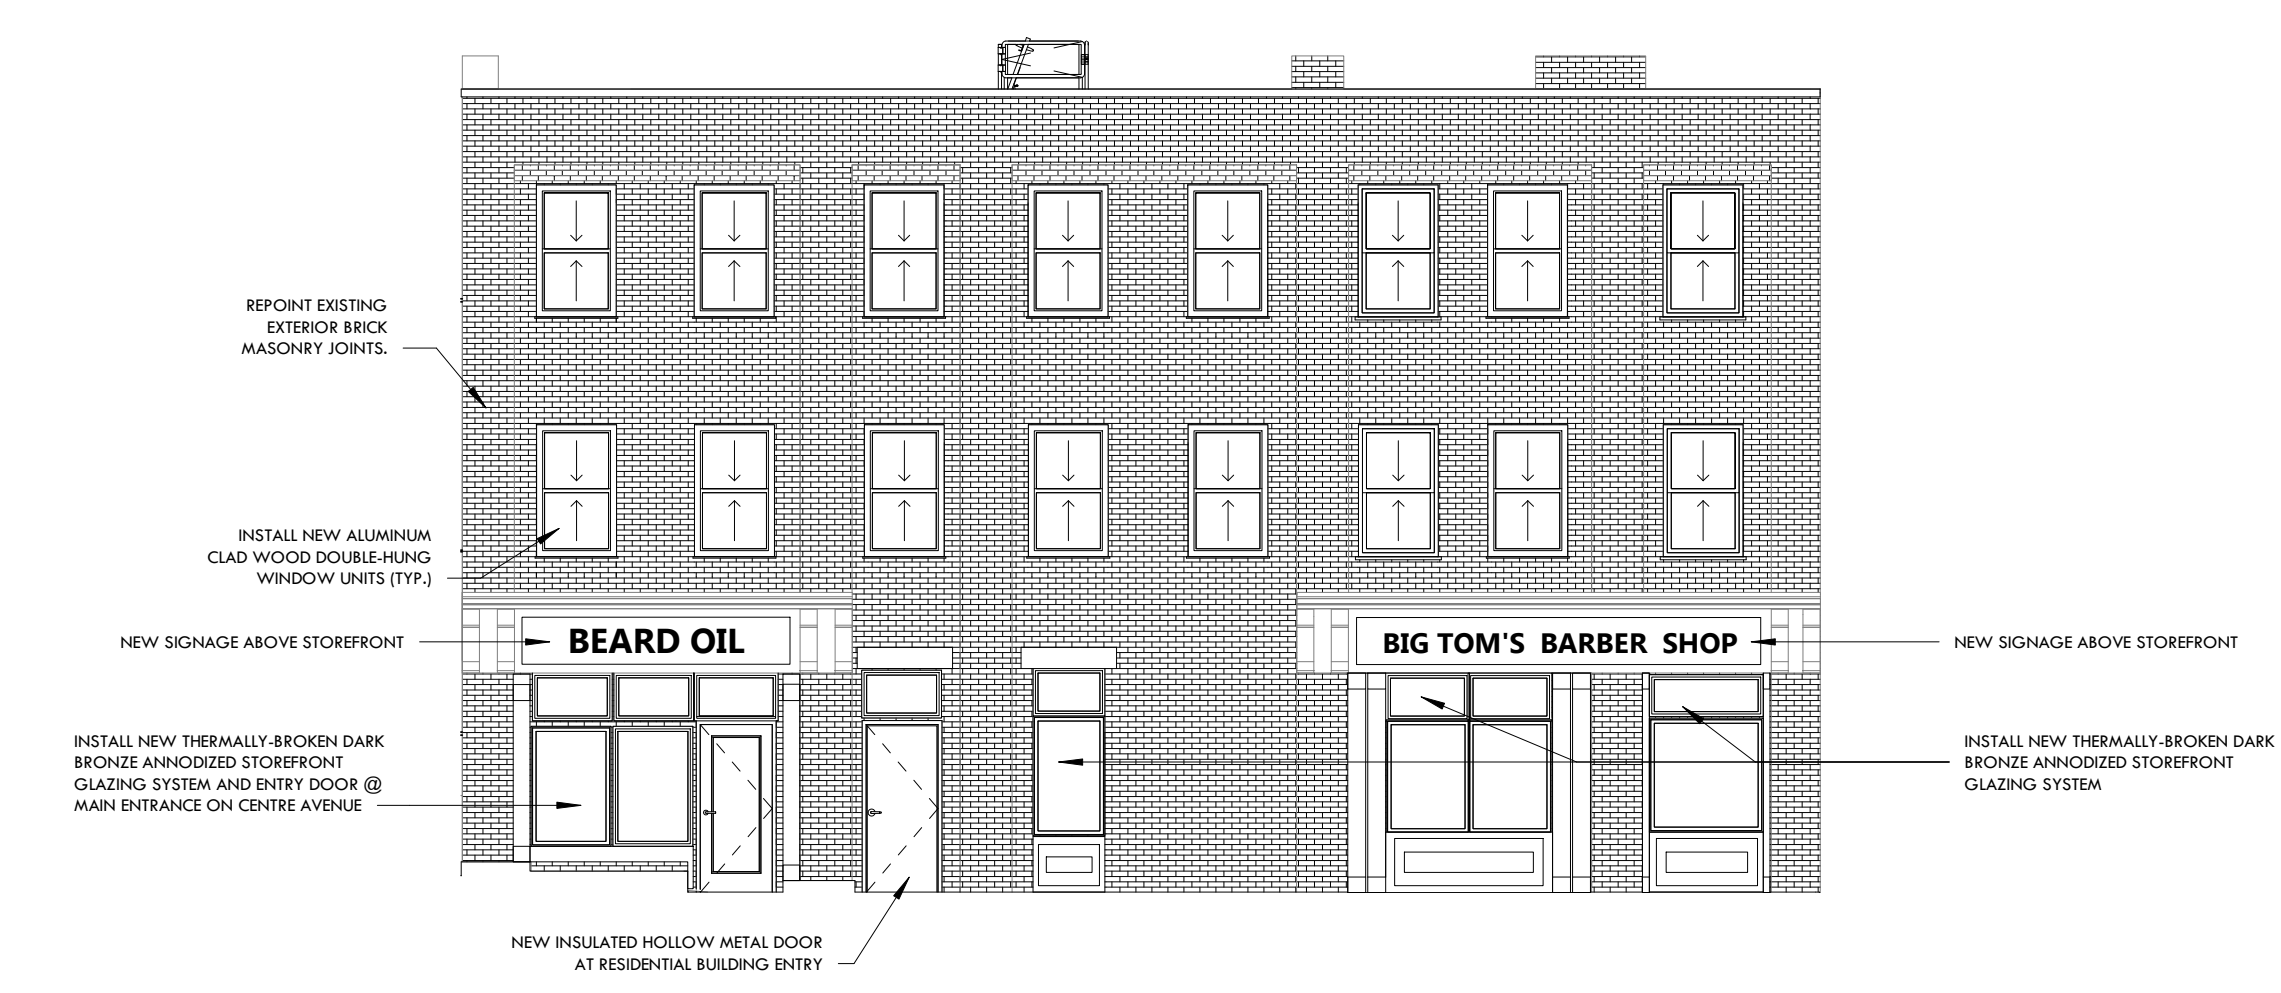 REPOINT EXISTING
EXTERIOR BRICK
MASONRY JOINTS.
INSTALL NEW ALUMINUM
CLAD WOOD DOUBLE-HUNG
WINDOW UNITS (TYP.)
NEW SIGNAGE ABOVE STOREFRONT
BEARD OIL
BIG TOM'S BARBER SHOP
NEW SIGNAGE ABOVE STOREFRONT
INSTALL NEW THERMALLY-BROKEN DARK
BRONZE ANNODIZED STOREFRONT
GLAZING SYSTEM AND ENTRY DOOR @
MAIN ENTRANCE ON CENTRE AVENUE
INSTALL NEW THERMALLY-BROKEN DARK
BRONZE ANNODIZED STOREFRONT
GLAZING SYSTEM
NEW INSULATED HOLLOW METAL DOOR
AT RESIDENTIAL BUILDING ENTRY